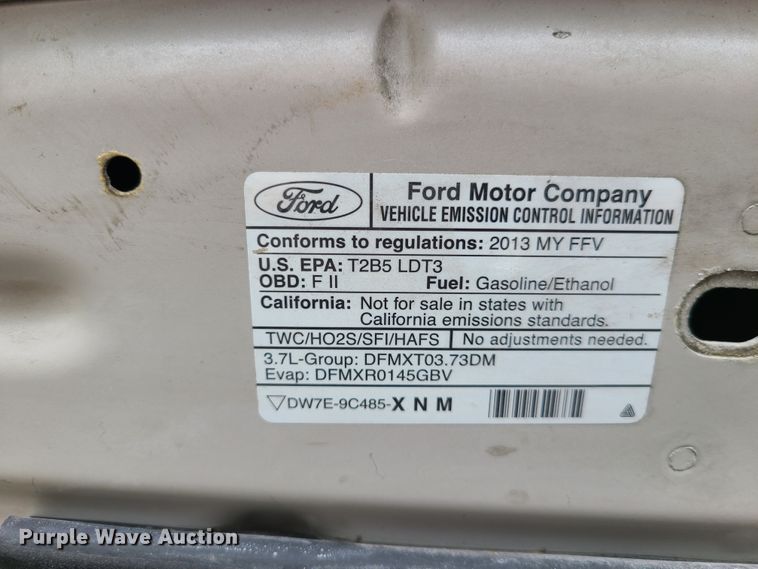 Ford
Ford Motor Company
VEHICLE EMISSION CONTROL INFORMATION
Conforms to regulations: 2013 MY FFV
U.S. EPA: T2B5 LDT3
OBD: F II Fuel: Gasoline/Ethanol
California: Not for sale in states with
California emissions standards.
TWC/HO2S/SFI/HAFS No adjustments needed.
3.7L-Group: DFMXT03.73DM
Evap: DFMXR0145GBV
DW7E-9C485-X N M
Purple Wave Auction